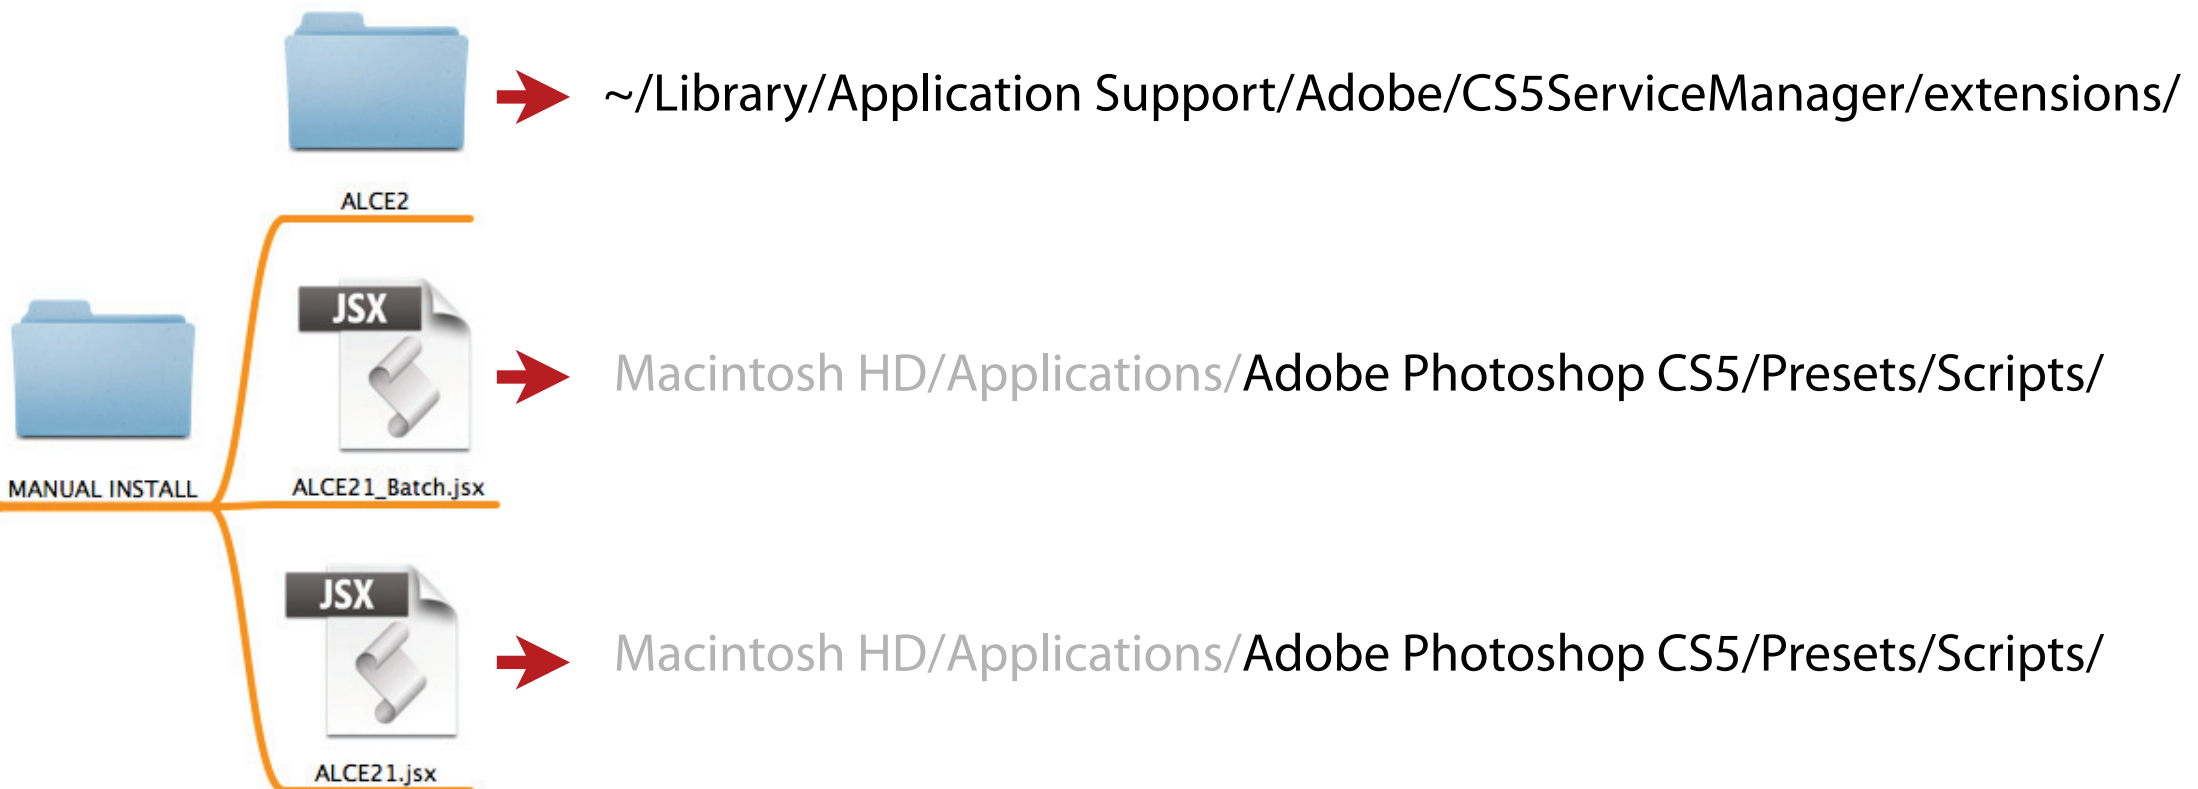 ~/Library/Application Support/Adobe/CS5ServiceManager/extensions/
ALCE2
JSX
Macintosh HD/Applications/Adobe Photoshop CS5/Presets/Scripts/
MANUAL INSTALL
ALCE21_Batch.jsx
JSX
Macintosh HD/Applications/Adobe Photoshop CS5/Presets/Scripts/
ALCE21.jsx